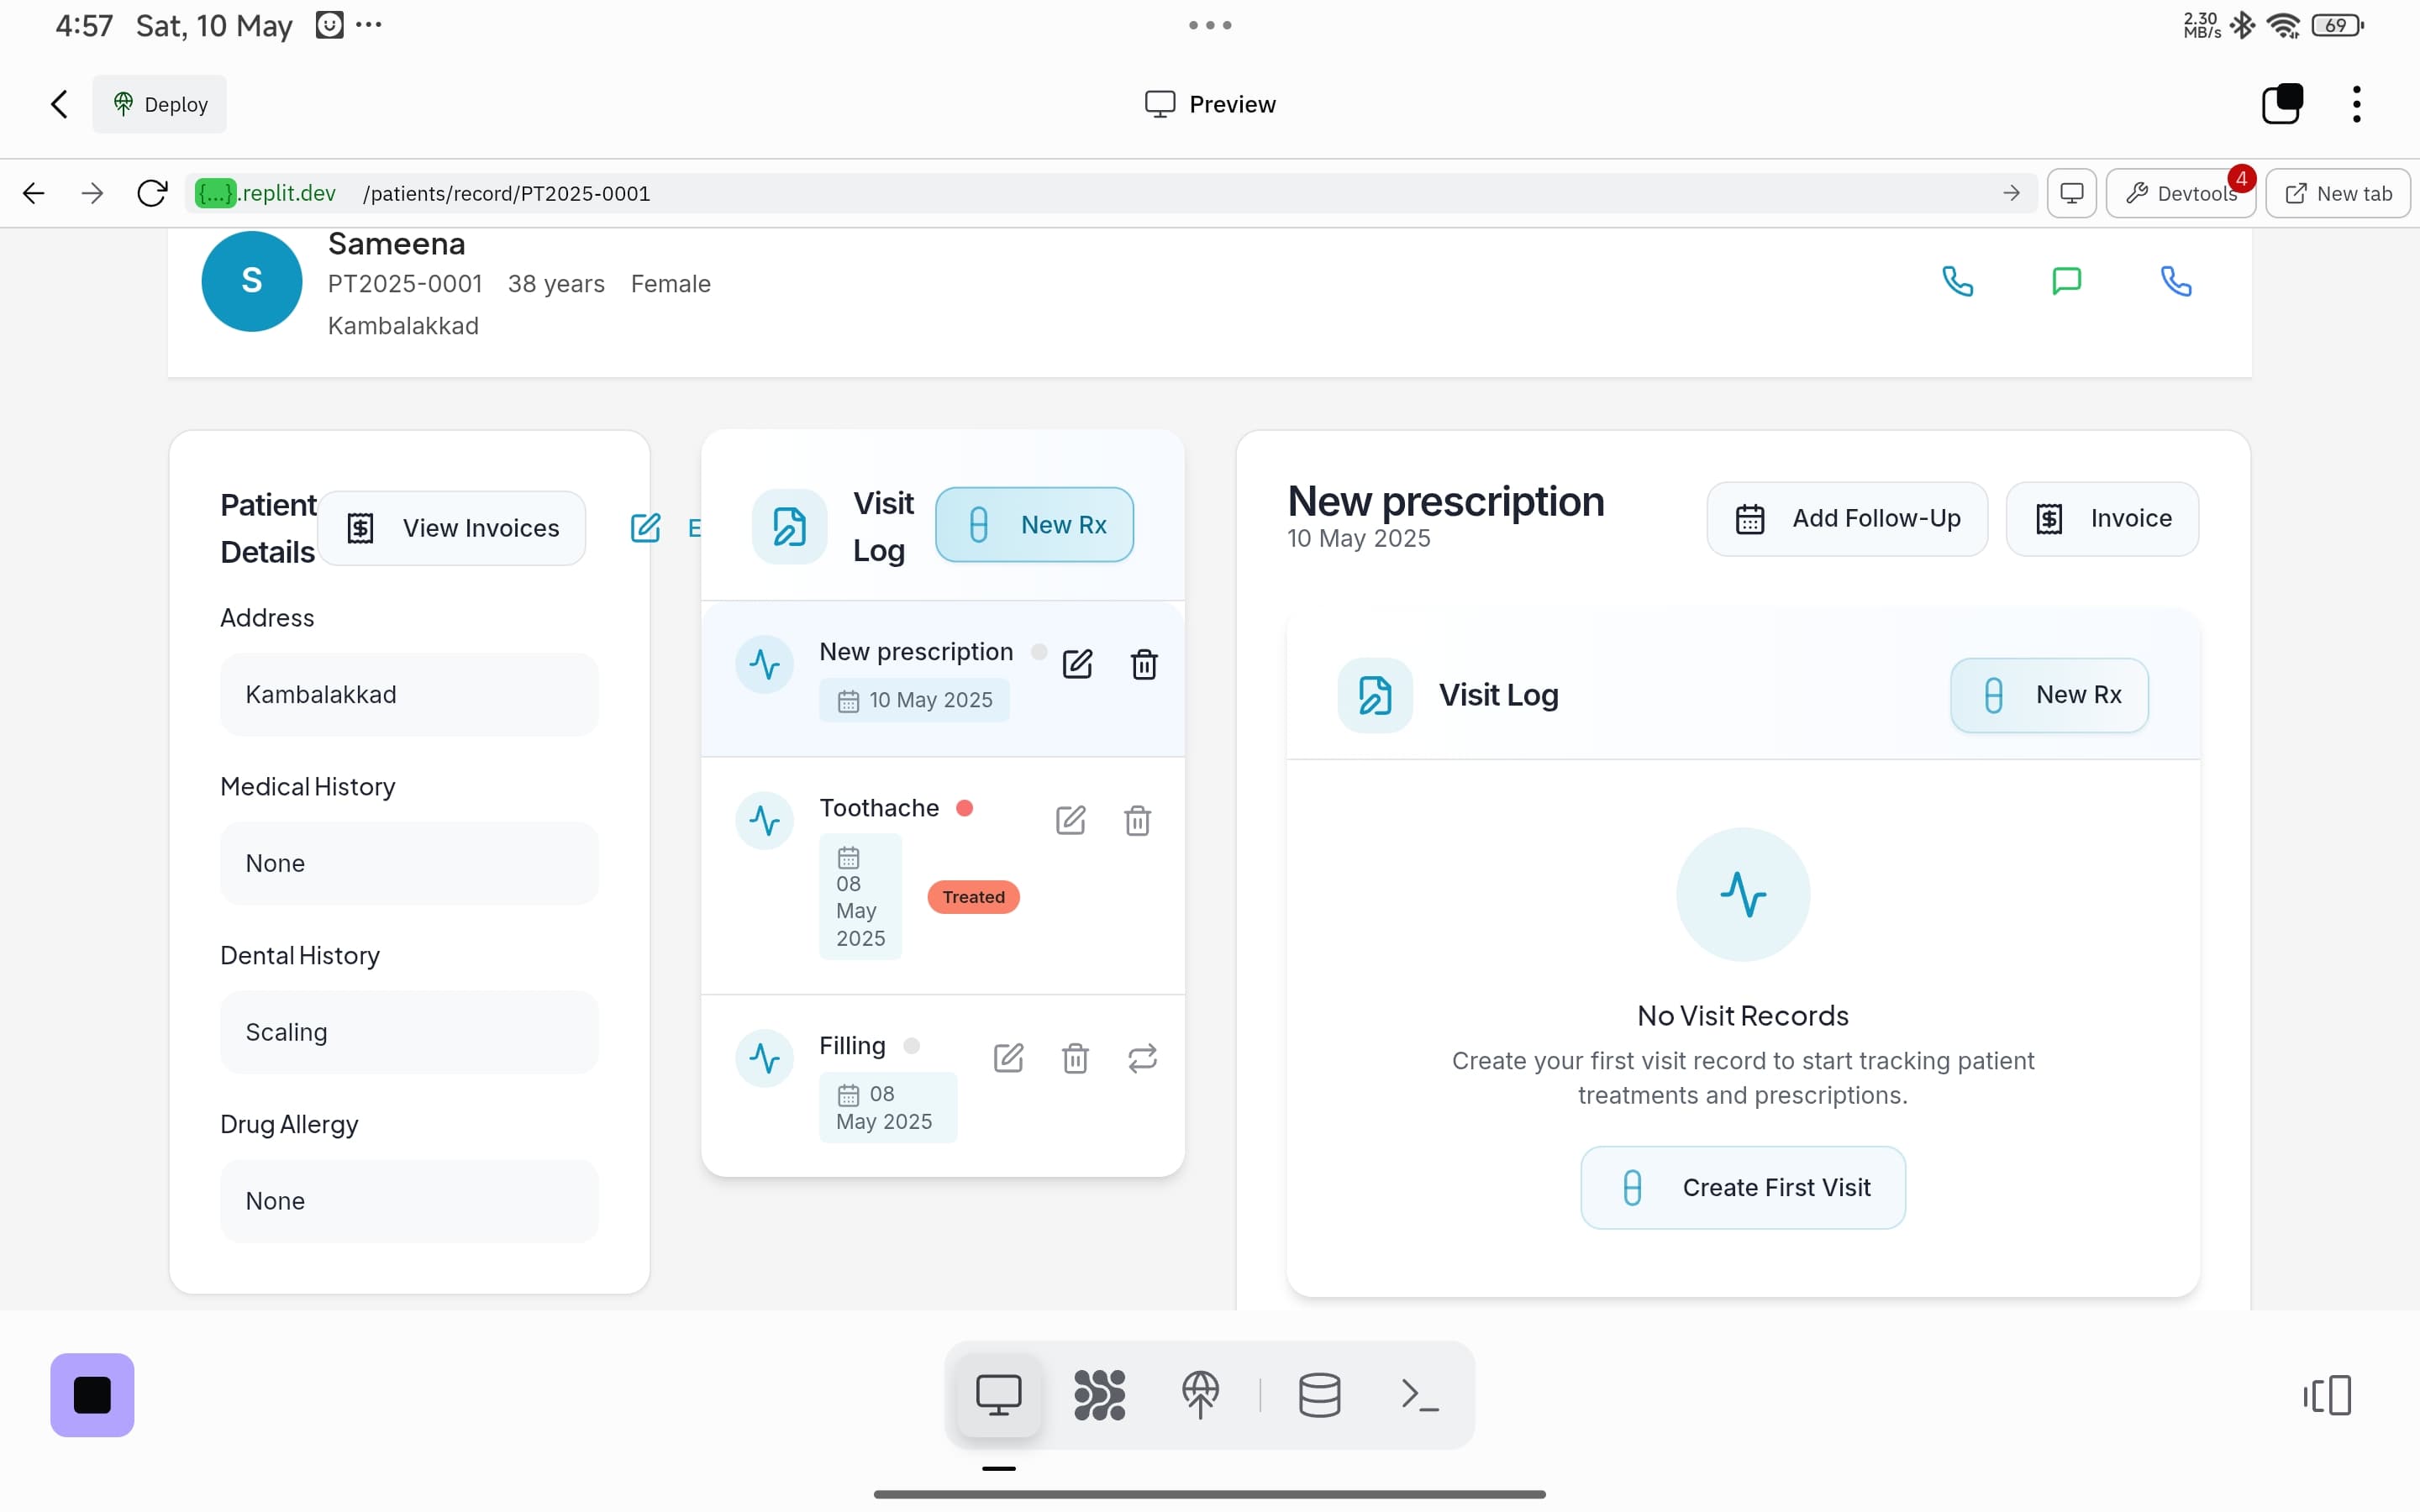 4:57 Sat, 10 May
2.30
MB/s
69
Deploy
Preview
{...}.replit.dev /patients/record/PT2025-0001
Devtools
4
New tab
S
Sameena
PT2025-0001 38 years Female
Kambalakkad
Patient
Details
View Invoices
E
Address
Kambalakkad
Medical History
None
Dental History
Scaling
Drug Allergy
None
Visit
Log
New Rx
New prescription
10 May 2025
Toothache
08
May
2025
Treated
Filling
08
May 2025
New prescription
10 May 2025
Add Follow-Up
Invoice
Visit Log
New Rx
No Visit Records
Create your first visit record to start tracking patient
treatments and prescriptions.
Create First Visit